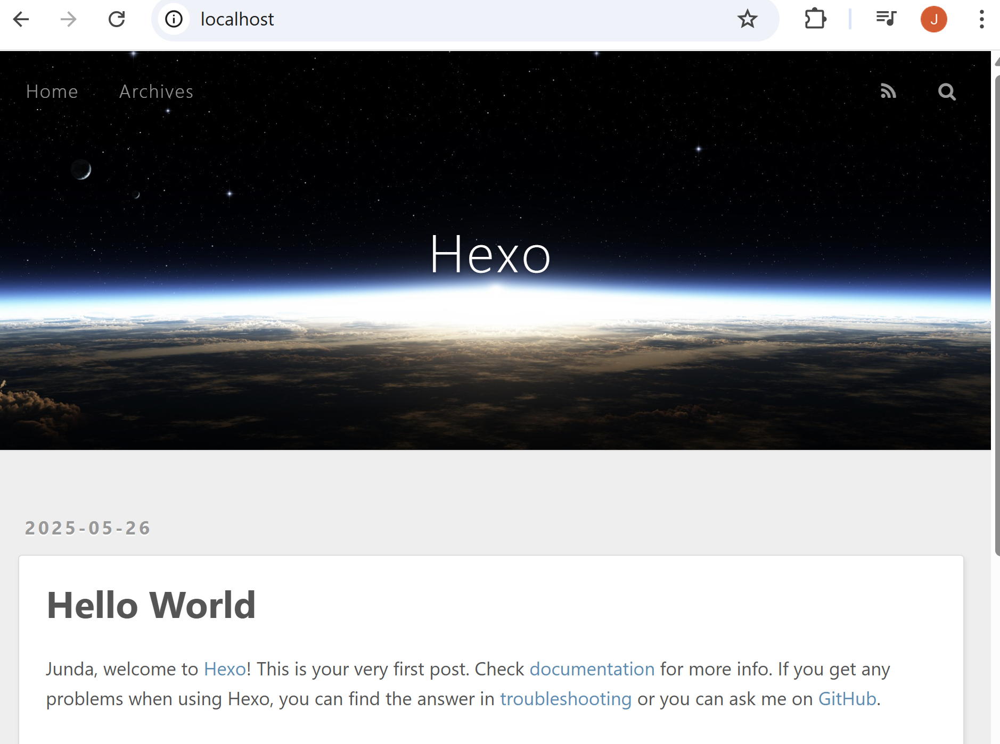 localhost
J
Home Archives
Hexo
2025-05-26
Hello World
Junda, welcome to Hexo! This is your very first post. Check documentation for more info. If you get any
problems when using Hexo, you can find the answer in troubleshooting or you can ask me on GitHub.